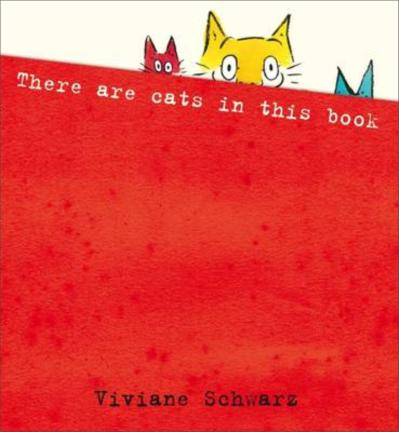 There are cats in this book
Viviane Schwarz